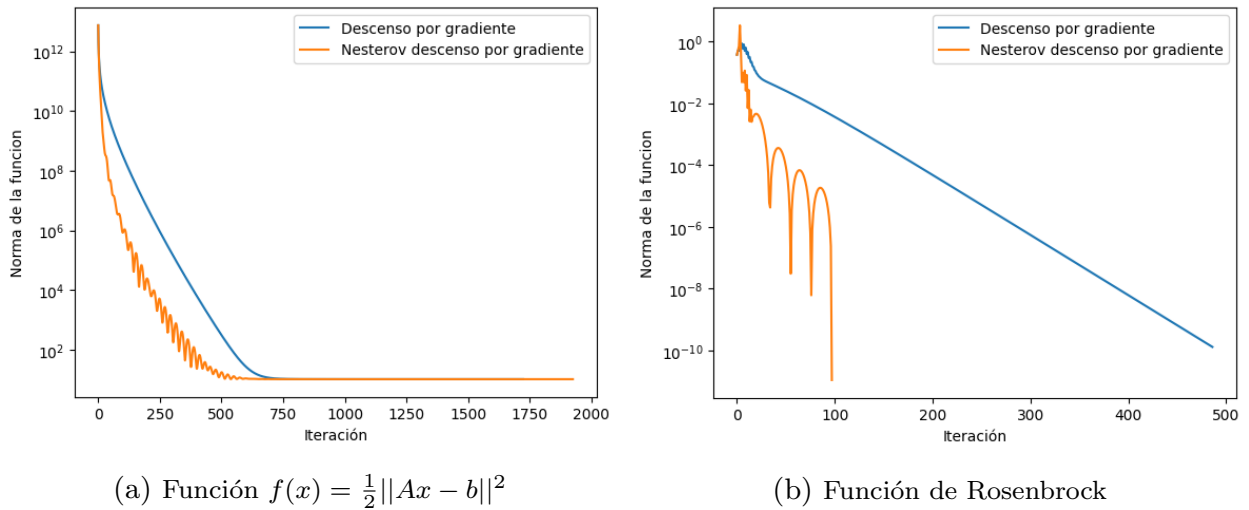 Descenso por gradiente
Nesterov descenso por gradiente
Norma de la funcion
10^12
10^10
10^8
10^6
10^4
10^2
0 250 500 750 1000 1250 1500 1750 2000
Iteración
(a) Función f(x) = \frac{1}{2}||Ax − b||^2
Descenso por gradiente
Nesterov descenso por gradiente
Norma de la funcion
10^0
10^−2
10^−4
10^−6
10^−8
10^−10
0 100 200 300 400 500
Iteración
(b) Función de Rosenbrock